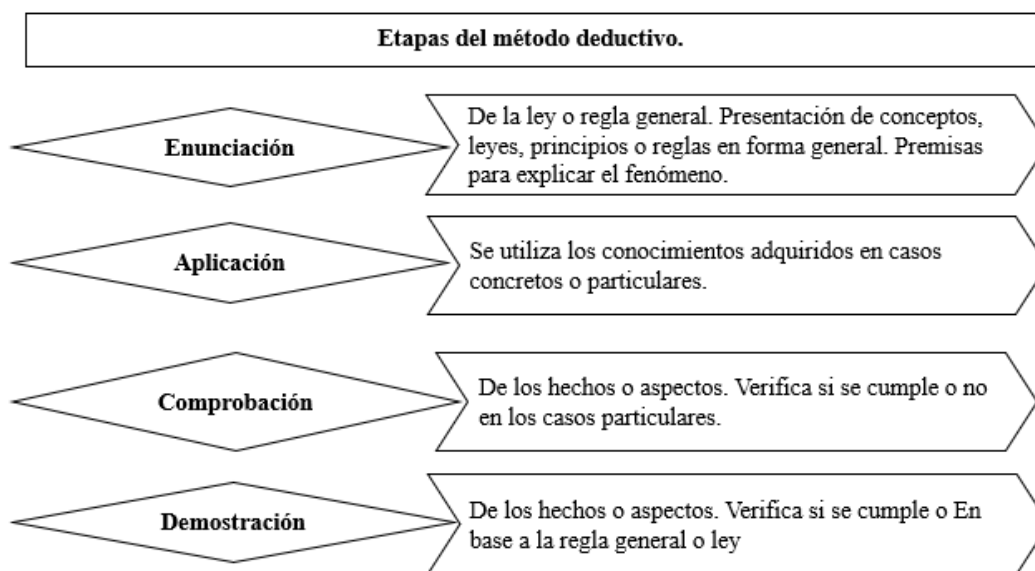 Etapas del método deductivo.
Enunciación
De la ley o regla general. Presentación de conceptos,
leyes, principios o reglas en forma general. Premisas
para explicar el fenómeno.
Aplicación
Se utiliza los conocimientos adquiridos en casos
concretos o particulares.
Comprobación
De los hechos o aspectos. Verifica si se cumple o no
en los casos particulares.
Demostración
De los hechos o aspectos. Verifica si se cumple o En
base a la regla general o ley